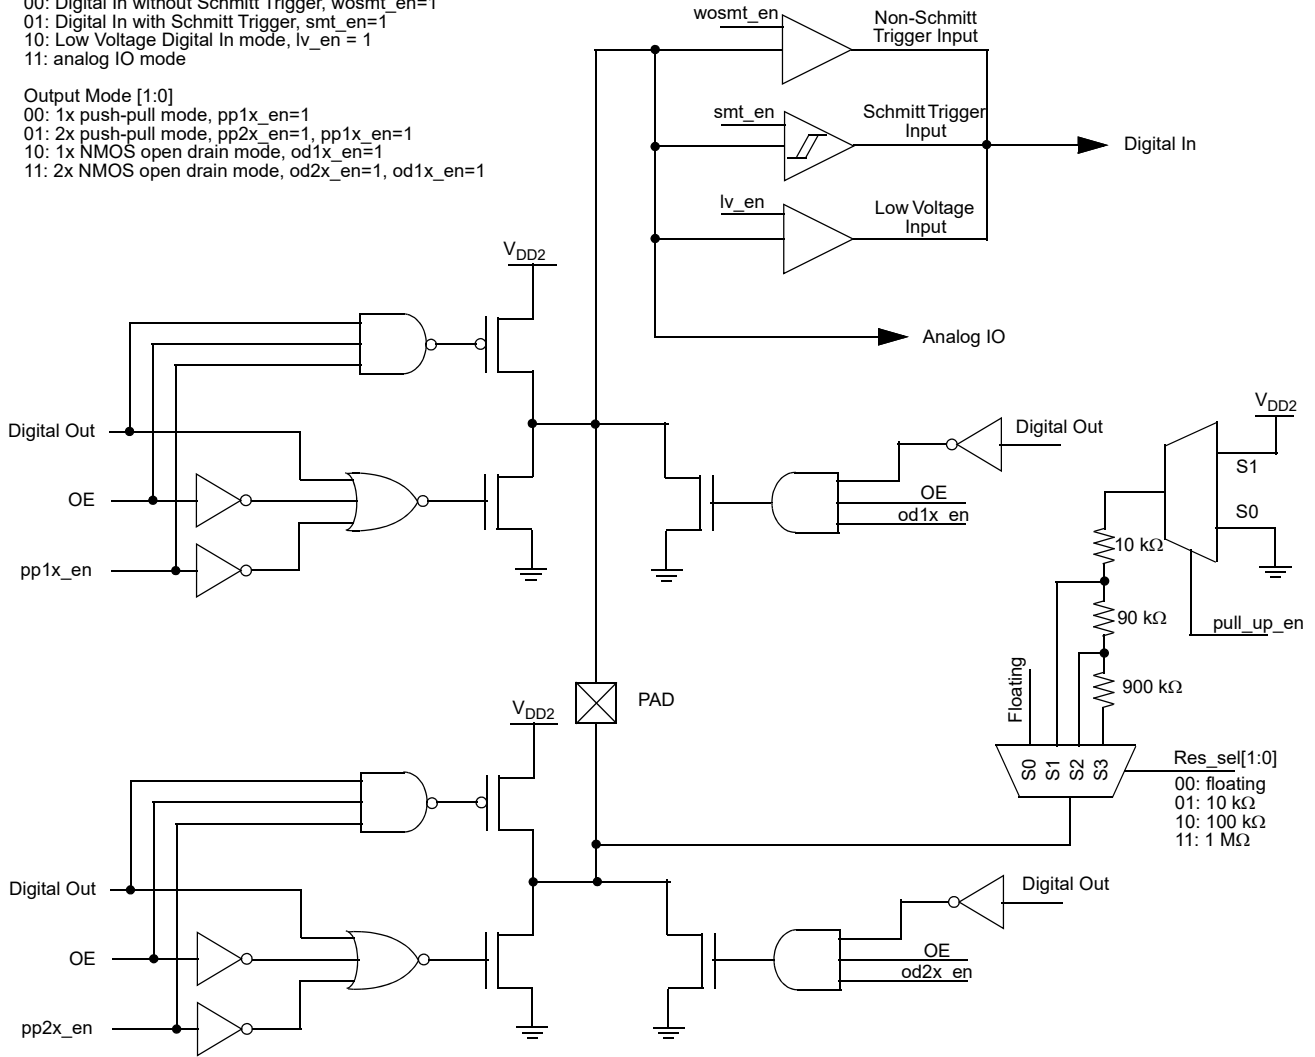 00: Digital In without Schmitt Trigger, wosmt_en=1
01: Digital In with Schmitt Trigger, smt_en=1
10: Low Voltage Digital In mode, lv_en = 1
11: analog IO mode
Output Mode [1:0]
00: 1x push-pull mode, pp1x_en=1
01: 2x push-pull mode, pp2x_en=1, pp1x_en=1
10: 1x NMOS open drain mode, od1x_en=1
11: 2x NMOS open drain mode, od2x_en=1, od1x_en=1
wosmt_en
Non-Schmitt
Trigger Input
smt_en
Schmitt Trigger
Input
Digital In
lv_en
Low Voltage
Input
Analog IO
VDD2
Digital Out
OE
pp1x_en
Digital Out
OE
od1x_en
VDD2
S1
S0
10 kΩ
90 kΩ
900 kΩ
pull_up_en
Floating
S0
S1
S2
S3
Res_sel[1:0]
00: floating
01: 10 kΩ
10: 100 kΩ
11: 1 MΩ
PAD
VDD2
Digital Out
OE
pp2x_en
Digital Out
OE
od2x_en